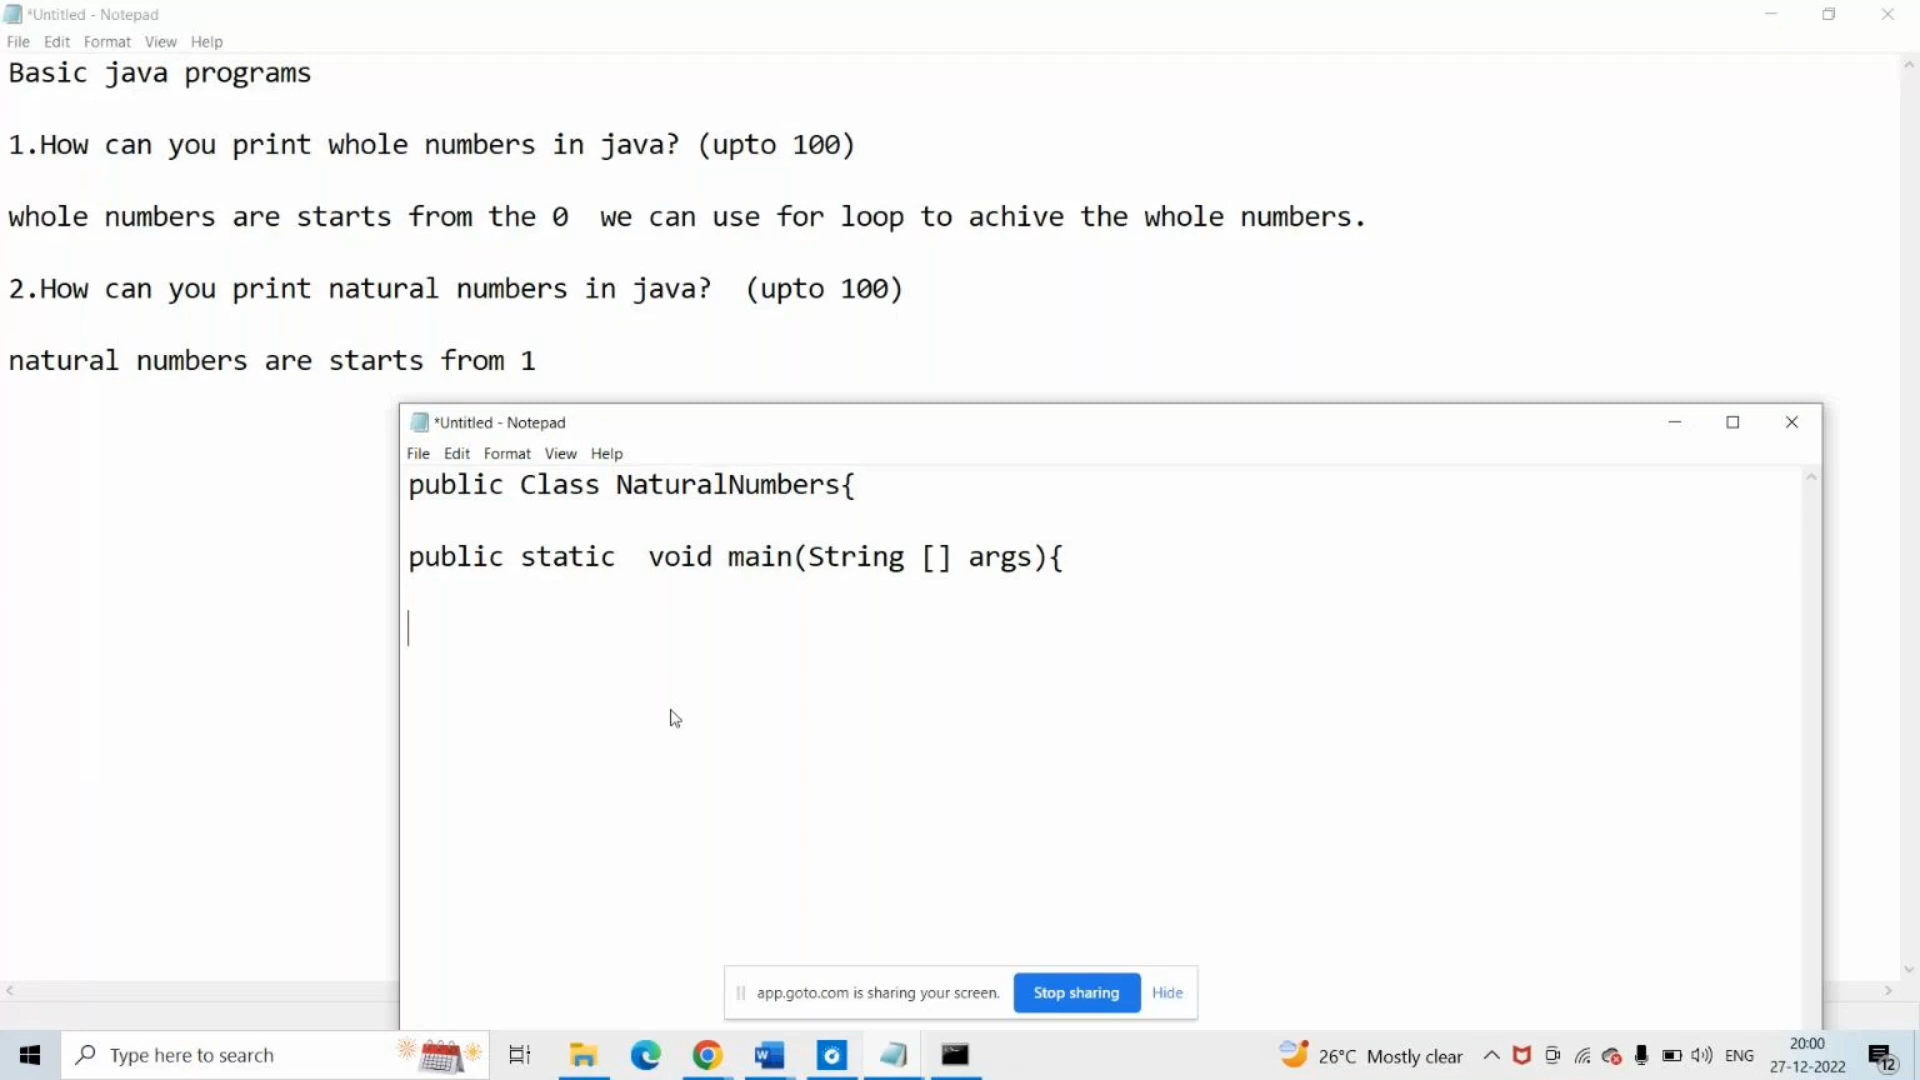 *Untitled - Notepad
File Edit Format View Help
Basic java programs
1.How can you print whole numbers in java? (upto 100)
whole numbers are starts from the 0  we can use for loop to achive the whole numbers.
2.How can you print natural numbers in java?  (upto 100)
natural numbers are starts from 1
*Untitled - Notepad
File Edit Format View Help
public Class NaturalNumbers{
public static  void main(String [] args){
app.goto.com is sharing your screen. Stop sharing Hide
Type here to search
26°C Mostly clear
ENG
20:00
27-12-2022
12